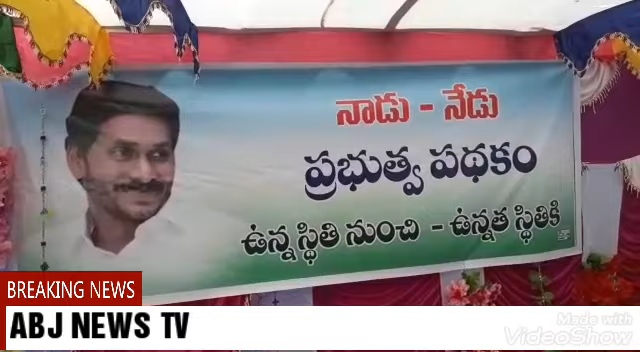 నాడు - నేడు
ప్రభుత్వ పథకం
ఉన్నస్థితి నుంచి - ఉన్నత స్థితికి
BREAKING NEWS
ABJ NEWS TV
Made with
VideoShow